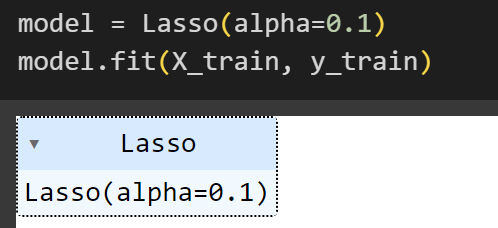 model = Lasso(alpha=0.1)
model.fit(X_train, y_train)
Lasso
Lasso(alpha=0.1)